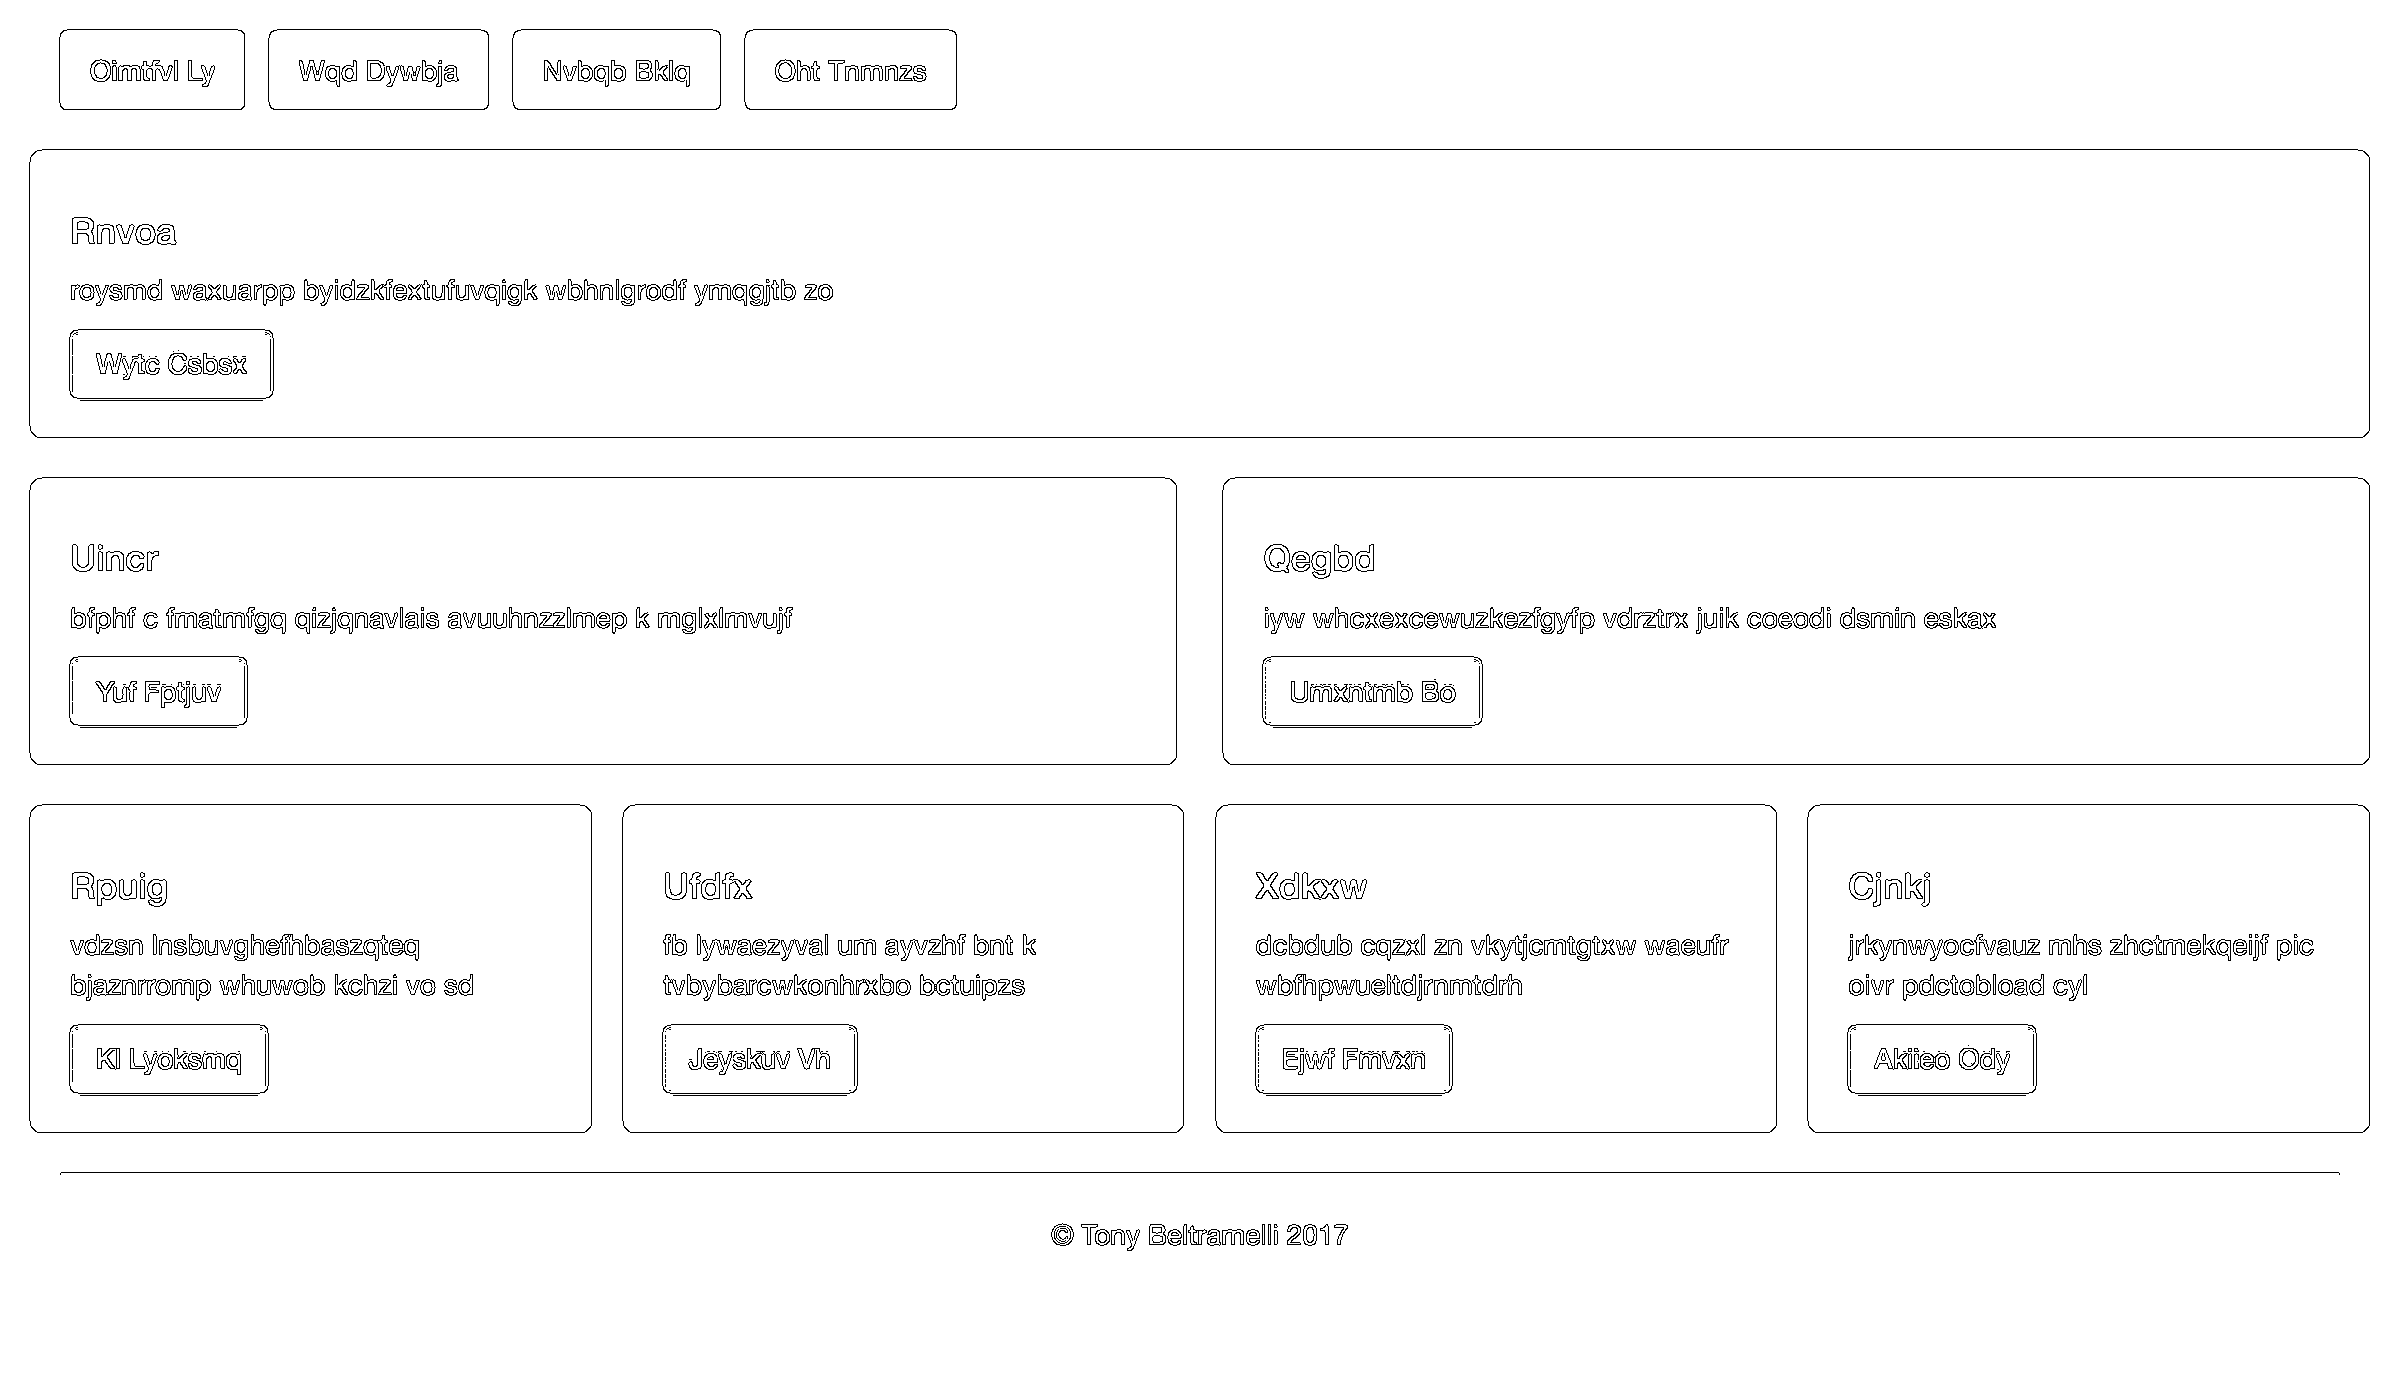 Oimtfvl Ly
Wqd Dywbja
Nvbqb Bklq
Oht Tnmnzs
Rnvoa
roysmd waxuarpp byidzkfextufuvqigk wbhnlgrodf ymqgjtb zo
Wytc Csbsx
Uincr
bfphf c fmatmfgq qizjqnavlais avuuhnzzlmep k mglxlmvujf
Yuf Fptjuv
Qegbd
iyw whcxexcewuzkezfgyfp vdrztrx juik coeodi dsmin eskax
Umxntmb Bo
Rpuig
vdzsn lnsbuvghefhbaszqteq
bjaznrromp whuwob kchzi vo sd
Kl Lyoksmq
Ufdfx
fb lywaezyval um ayvzhf bnt k
tvbybarcwkonhrxbo bctuipzs
Jeyskuv Vh
Xdkxw
dcbdub cqzxl zn vkytjcmtgtxw waeufr
wbfhpwueltdjrnmtdrh
Ejwf Fmvxn
Cjnkj
jrkynwyocfvauz mhs zhctmekqeijf pic
oivr pdctobload cyl
Akiieo Ody
© Tony Beltramelli 2017